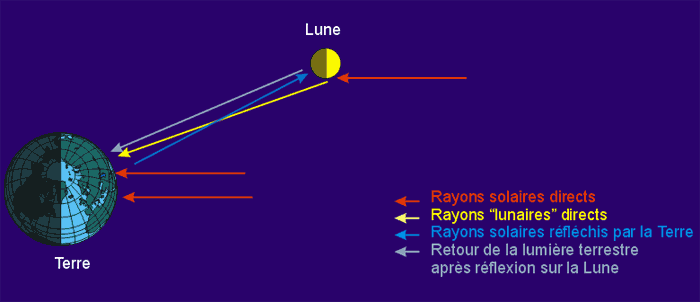 Lune
Terre
Rayons solaires directs
Rayons "lunaires" directs
Rayons solaires réfléchis par la Terre
Retour de la lumière terrestre
après réflexion sur la Lune